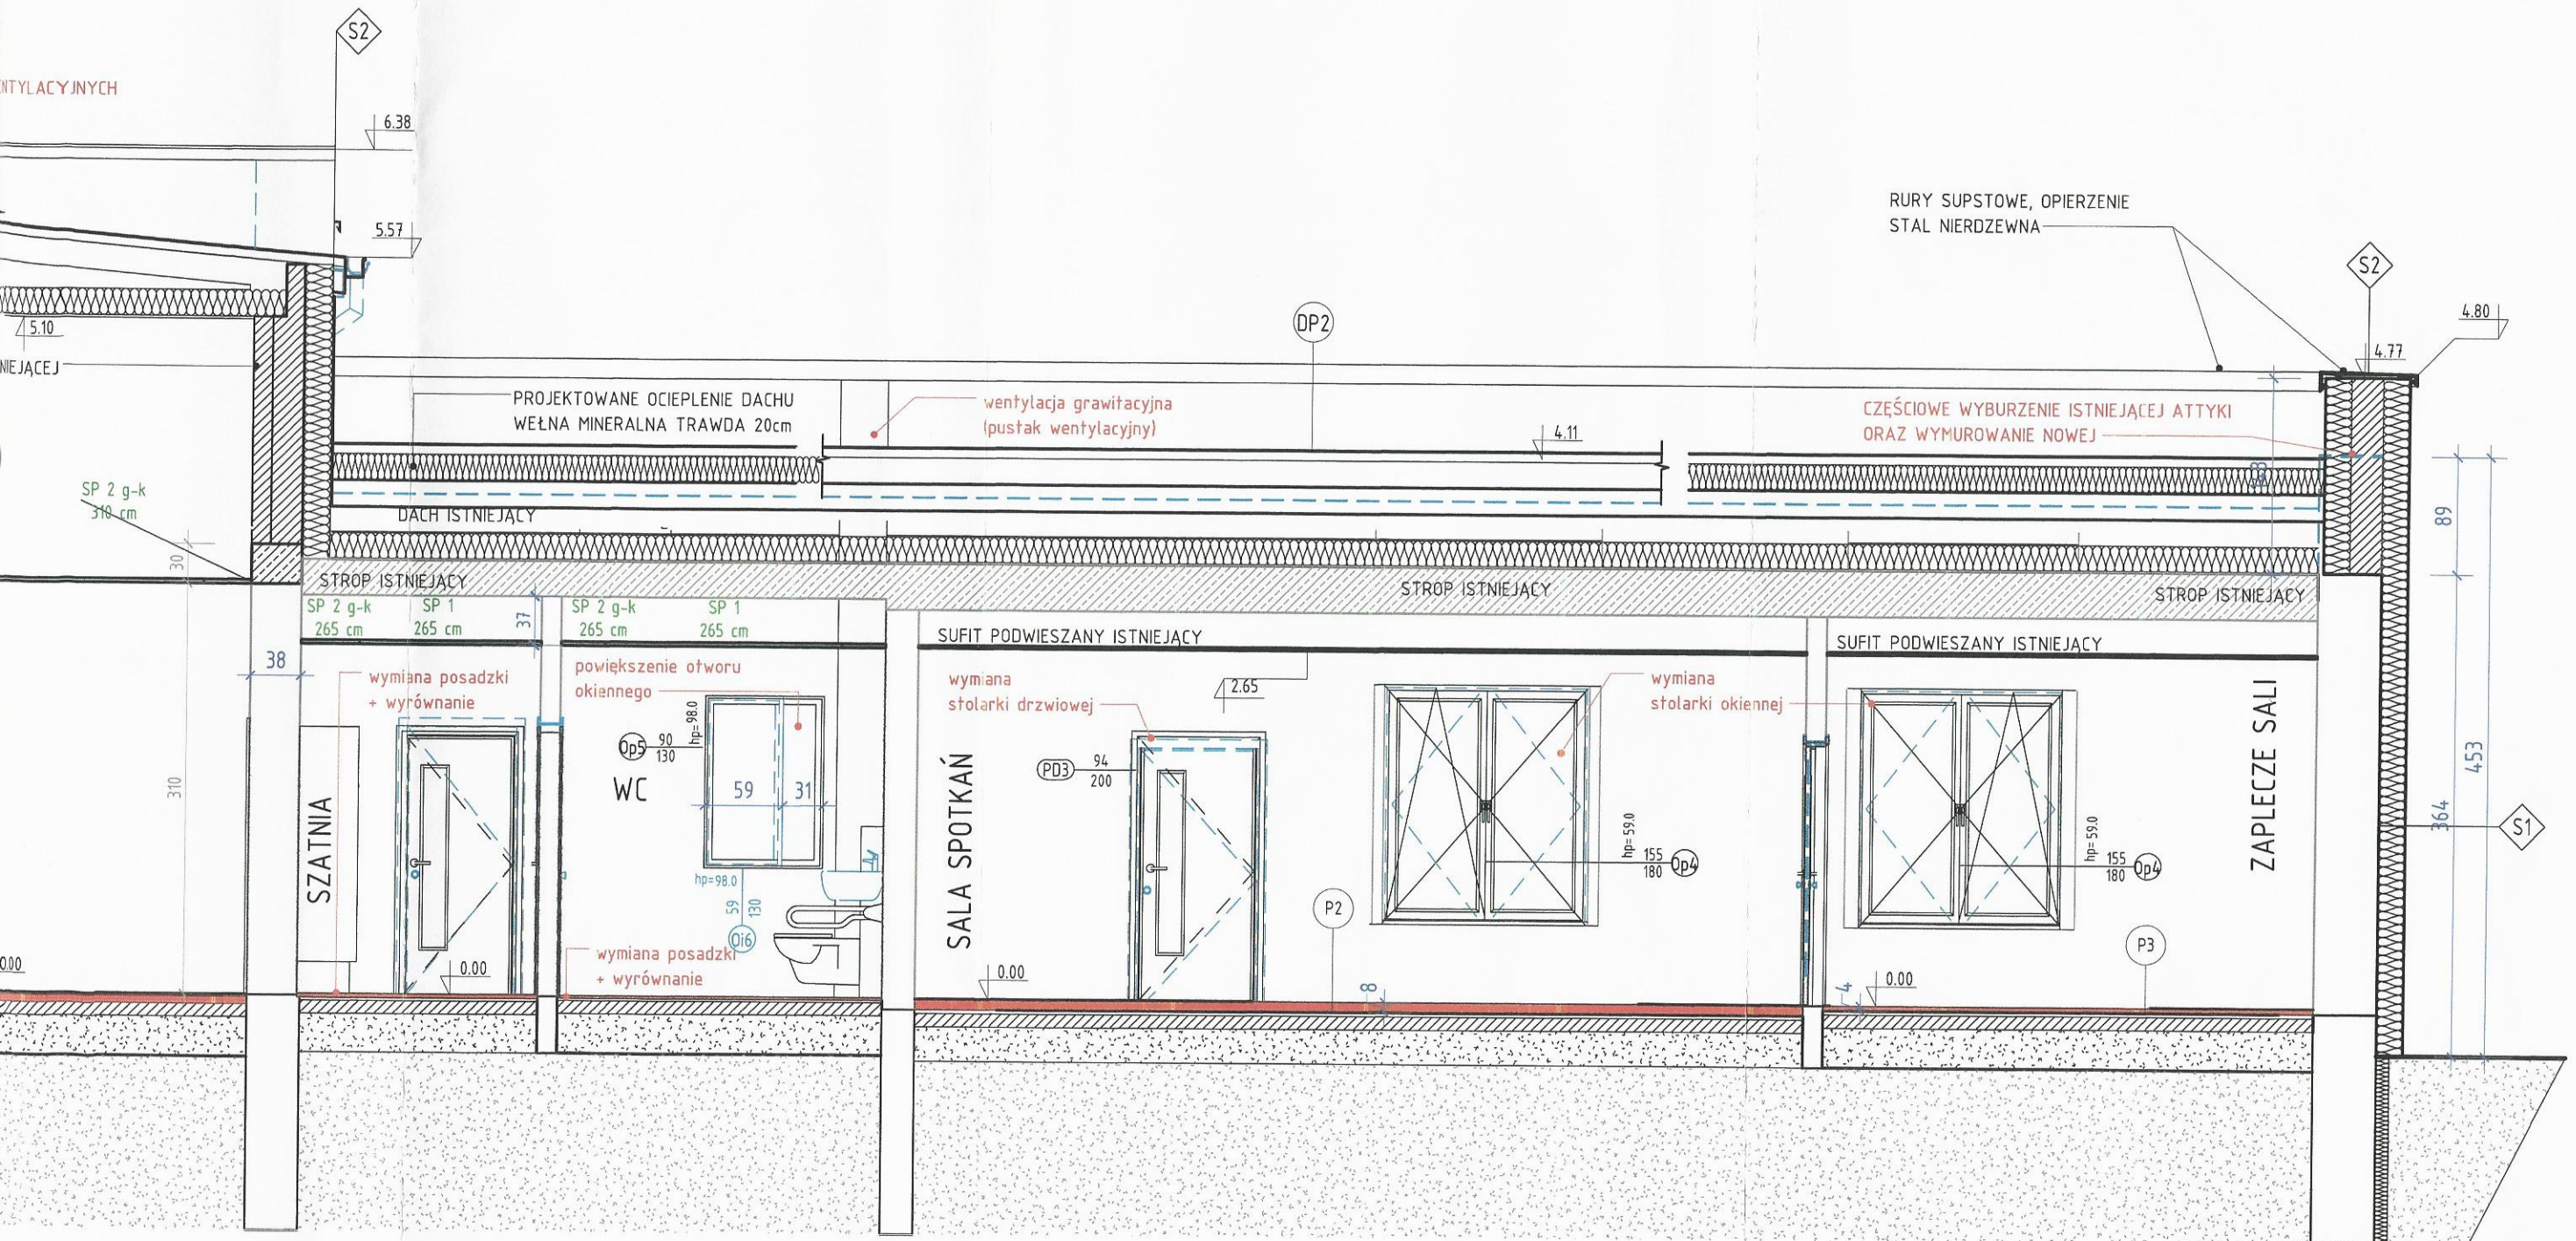 S2
NTYLACYJNYCH
6.38
5.57
5.10
NIEJĄCEJ
RURY SUPSTOWE, OPIERZENIE
STAL NIERDZEWNA
S2
4.80
4.77
DP2
PROJEKTOWANE OCIEPLENIE DACHU
WEŁNA MINERALNA TRAWDA 20cm
wentylacja grawitacyjna
(pustak wentylacyjny)
4.11
CZĘŚCIOWE WYBURZENIE ISTNIEJĄCEJ ATTYKI
ORAZ WYMUROWANIE NOWEJ
SP 2 g-k
310 cm
DACH ISTNIEJĄCY
89
30
STROP ISTNIEJĄCY
STROP ISTNIEJĄCY
STROP ISTNIEJĄCY
SP 2 g-k
265 cm
SP 1
265 cm
37
SP 2 g-k
265 cm
SP 1
265 cm
SUFIT PODWIESZANY ISTNIEJĄCY
SUFIT PODWIESZANY ISTNIEJĄCY
38
wymiana posadzki
+ wyrównanie
powiększenie otworu
okiennego
wymiana
stolarki drzwiowej
2.65
wymiana
stolarki okiennej
hp=98.0
Op5
90
130
WC
59
31
PD3
94
200
310
SZATNIA
SALA SPOTKAŃ
ZAPLECZE SALI
453
364
S1
hp=59.0
155
180
Op4
hp=59.0
155
180
Op4
hp=98.0
59
130
Oi6
P2
P3
wymiana posadzki
+ wyrównanie
0.00
0.00
0.00
8
4
0.00